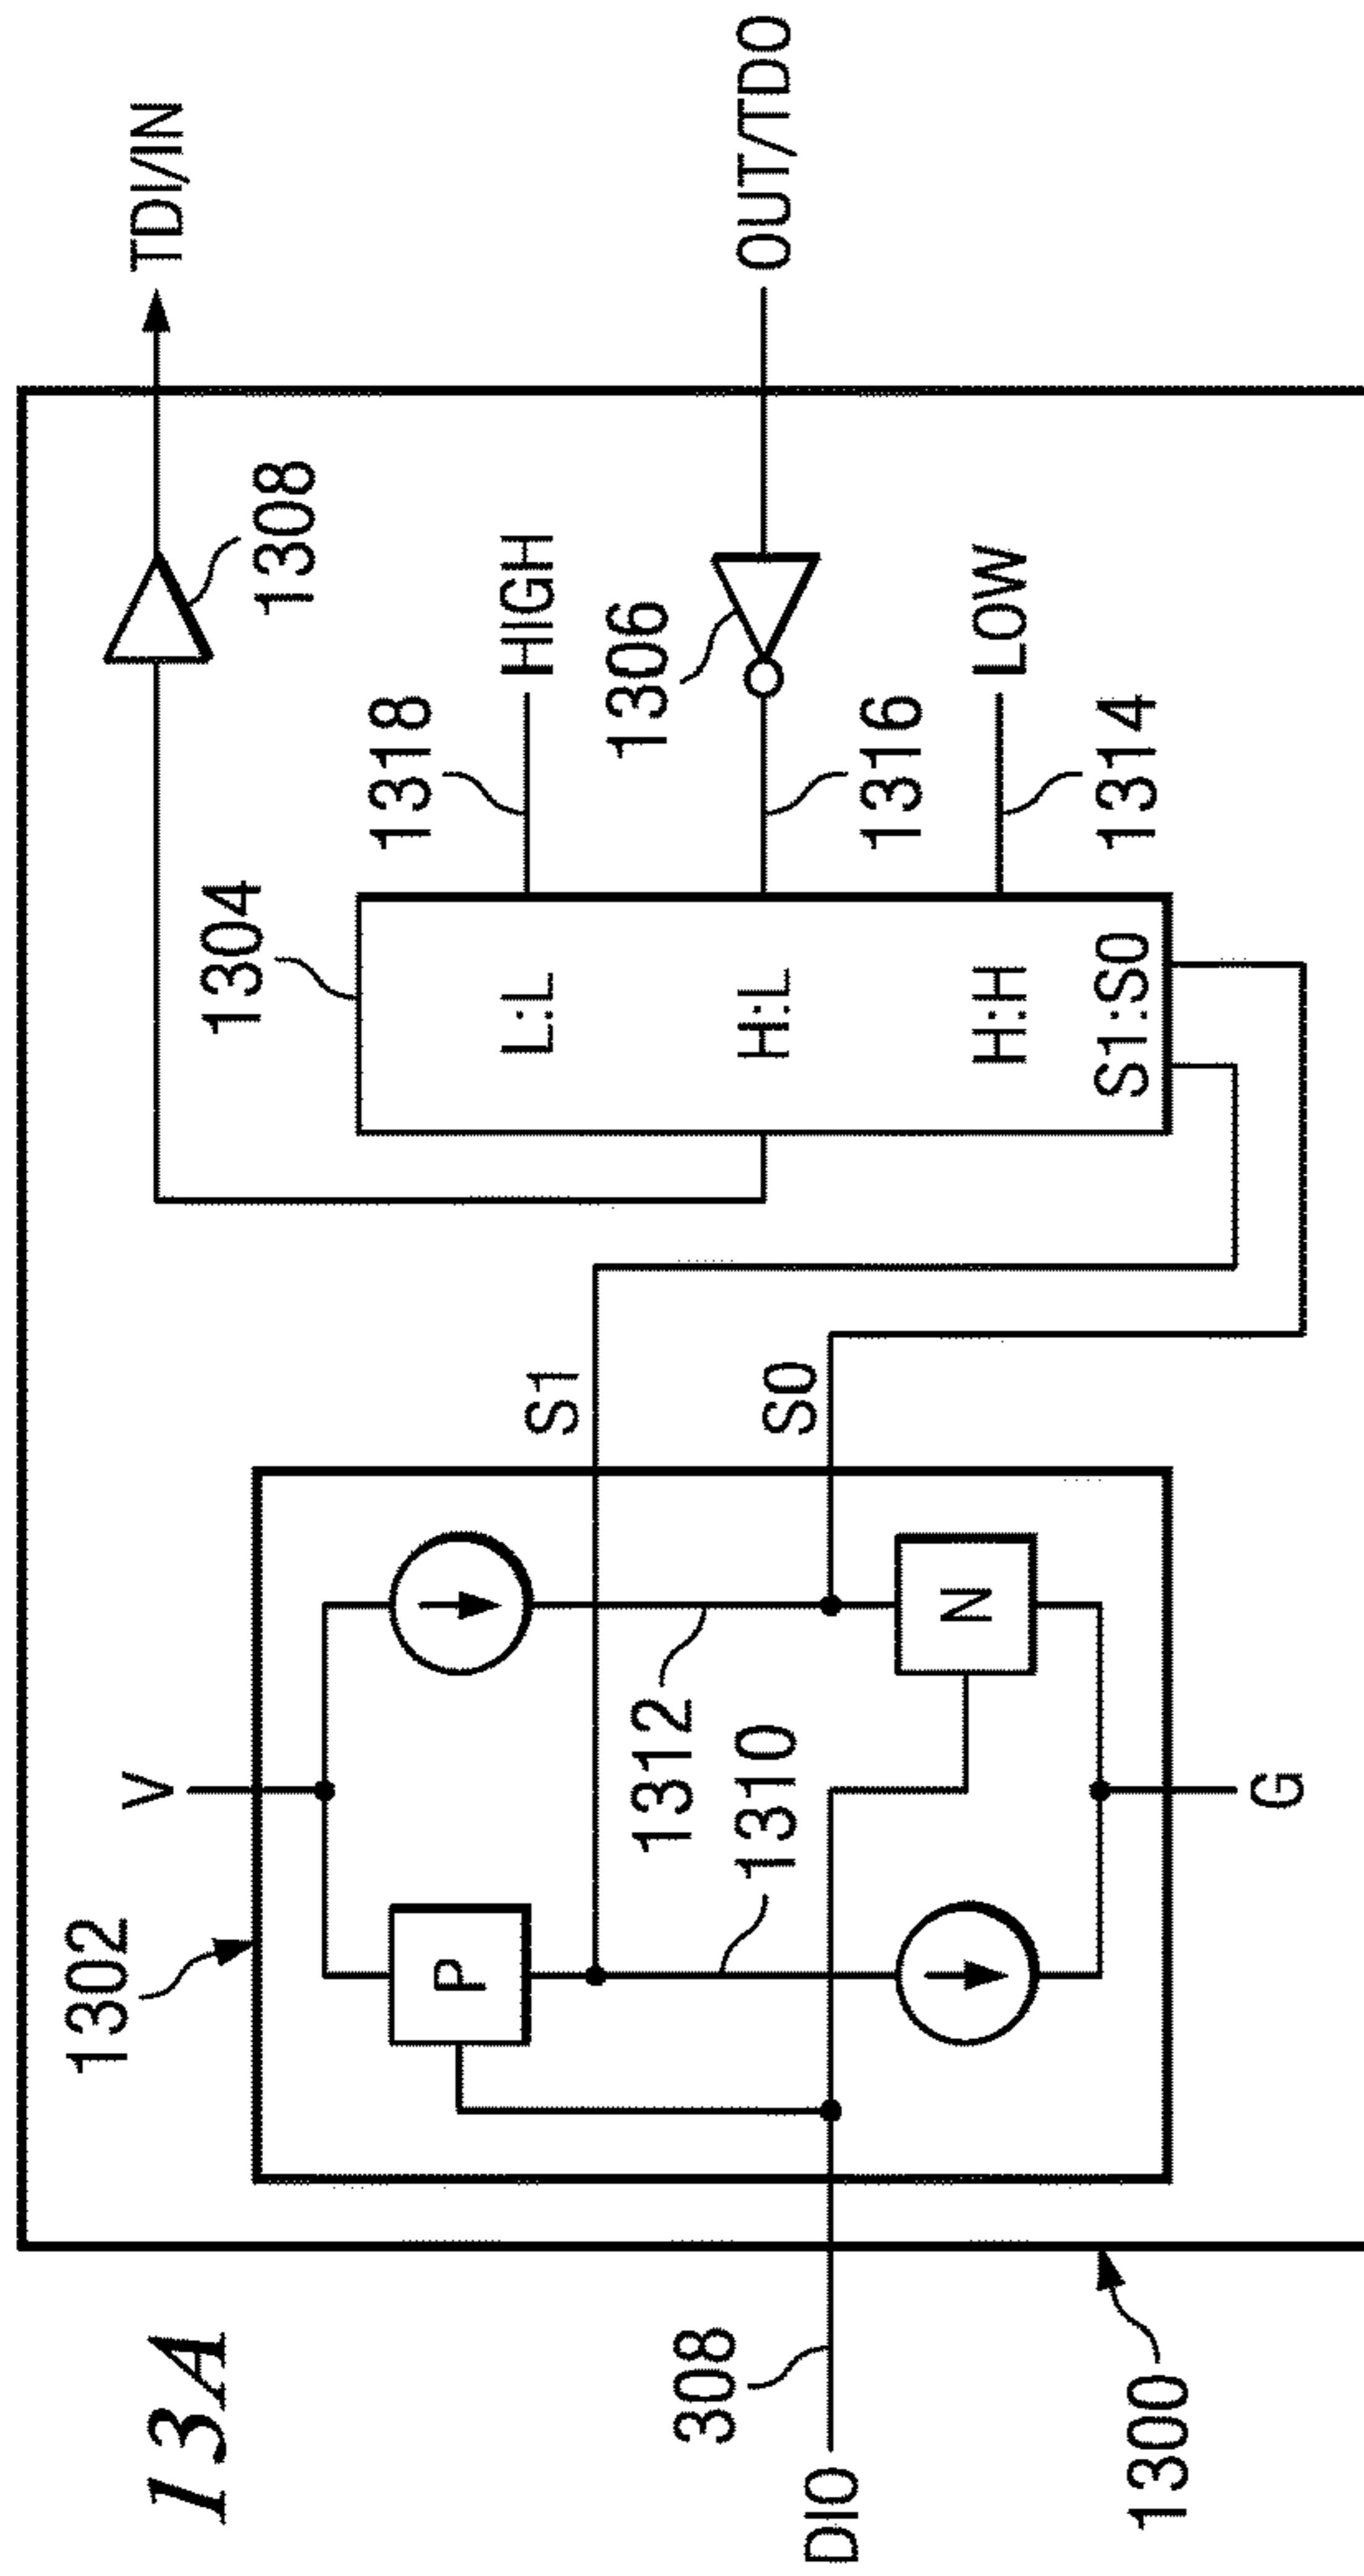 13A
1302
V
TDI/IN
1308
1304
1318
HIGH
P
S1
L:L
1312
1306
308
1310
S0
H:L
OUT/TDO
DIO
1316
N
H:H
LOW
S1:S0
1314
1300
G